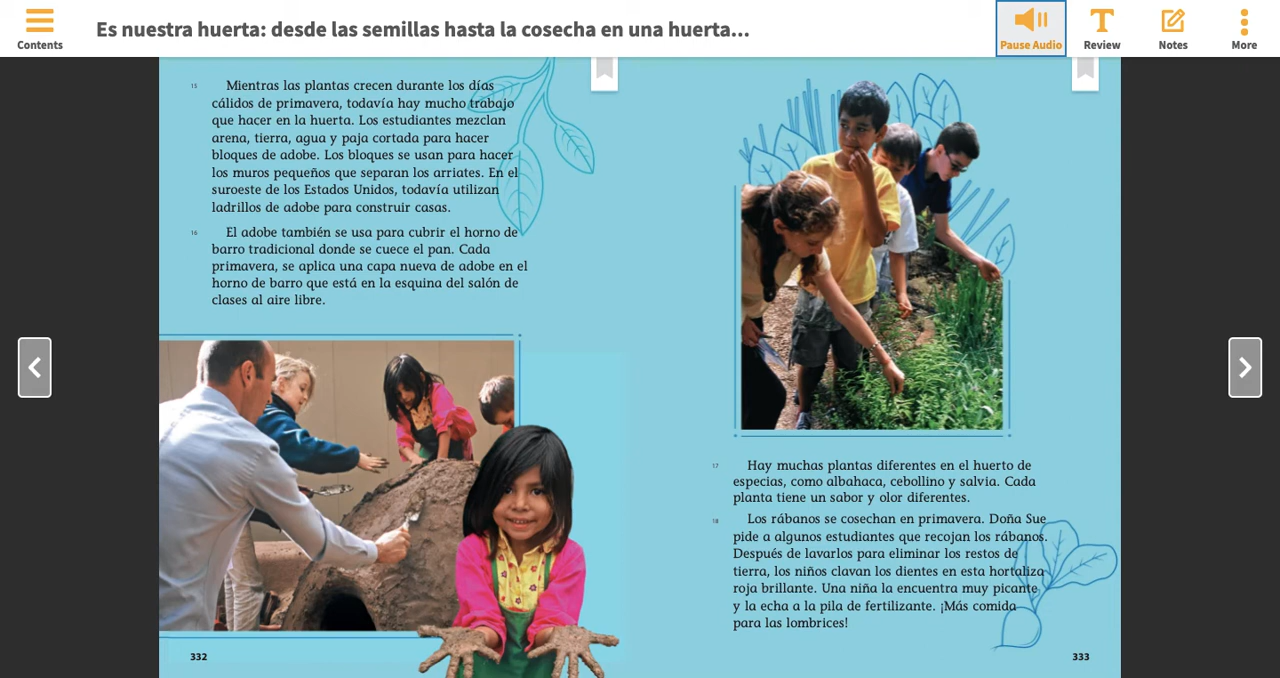 Contents
Es nuestra huerta: desde las semillas hasta la cosecha en una huerta...
Pause Audio
Review
Notes
More
15 Mientras las plantas crecen durante los días
cálidos de primavera, todavía hay mucho trabajo
que hacer en la huerta. Los estudiantes mezclan
arena, tierra, agua y paja cortada para hacer
bloques de adobe. Los bloques se usan para hacer
los muros pequeños que separan los arriates. En el
suroeste de los Estados Unidos, todavía utilizan
ladrillos de adobe para construir casas.
16 El adobe también se usa para cubrir el horno de
barro tradicional donde se cuece el pan. Cada
primavera, se aplica una capa nueva de adobe en el
horno de barro que está en la esquina del salón de
clases al aire libre.
332
17 Hay muchas plantas diferentes en el huerto de
especias, como albahaca, cebollino y salvia. Cada
planta tiene un sabor y olor diferentes.
18 Los rábanos se cosechan en primavera. Doña Sue
pide a algunos estudiantes que recojan los rábanos.
Después de lavarlos para eliminar los restos de
tierra, los niños clavan los dientes en esta hortaliza
roja brillante. Una niña la encuentra muy picante
y la echa a la pila de fertilizante. ¡Más comida
para las lombrices!
333